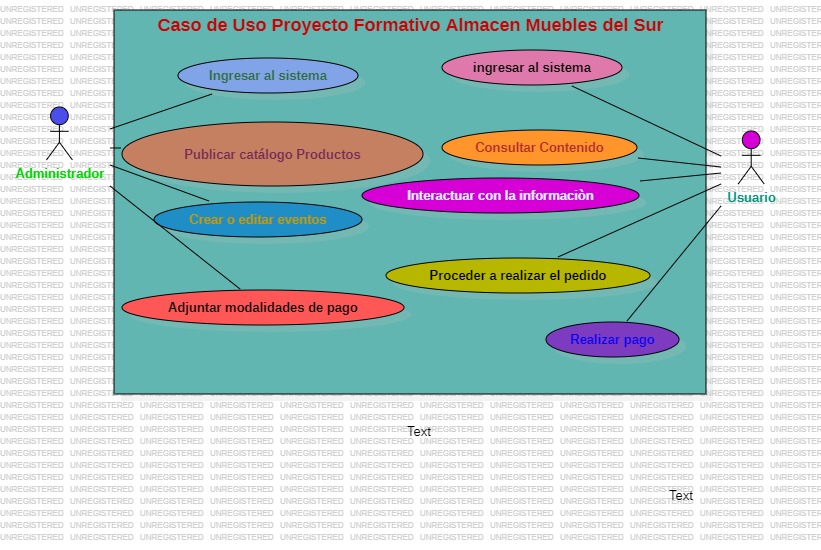 Caso de Uso Proyecto Formativo Almacen Muebles del Sur
Ingresar al sistema
ingresar al sistema
Publicar catálogo Productos
Consultar Contenido
Administrador
Interactuar con la informaciòn
Usuario
Crear o editar eventos
Proceder a realizar el pedido
Adjuntar modalidades de pago
Realizar pago
Text
Text
UNREGISTERED